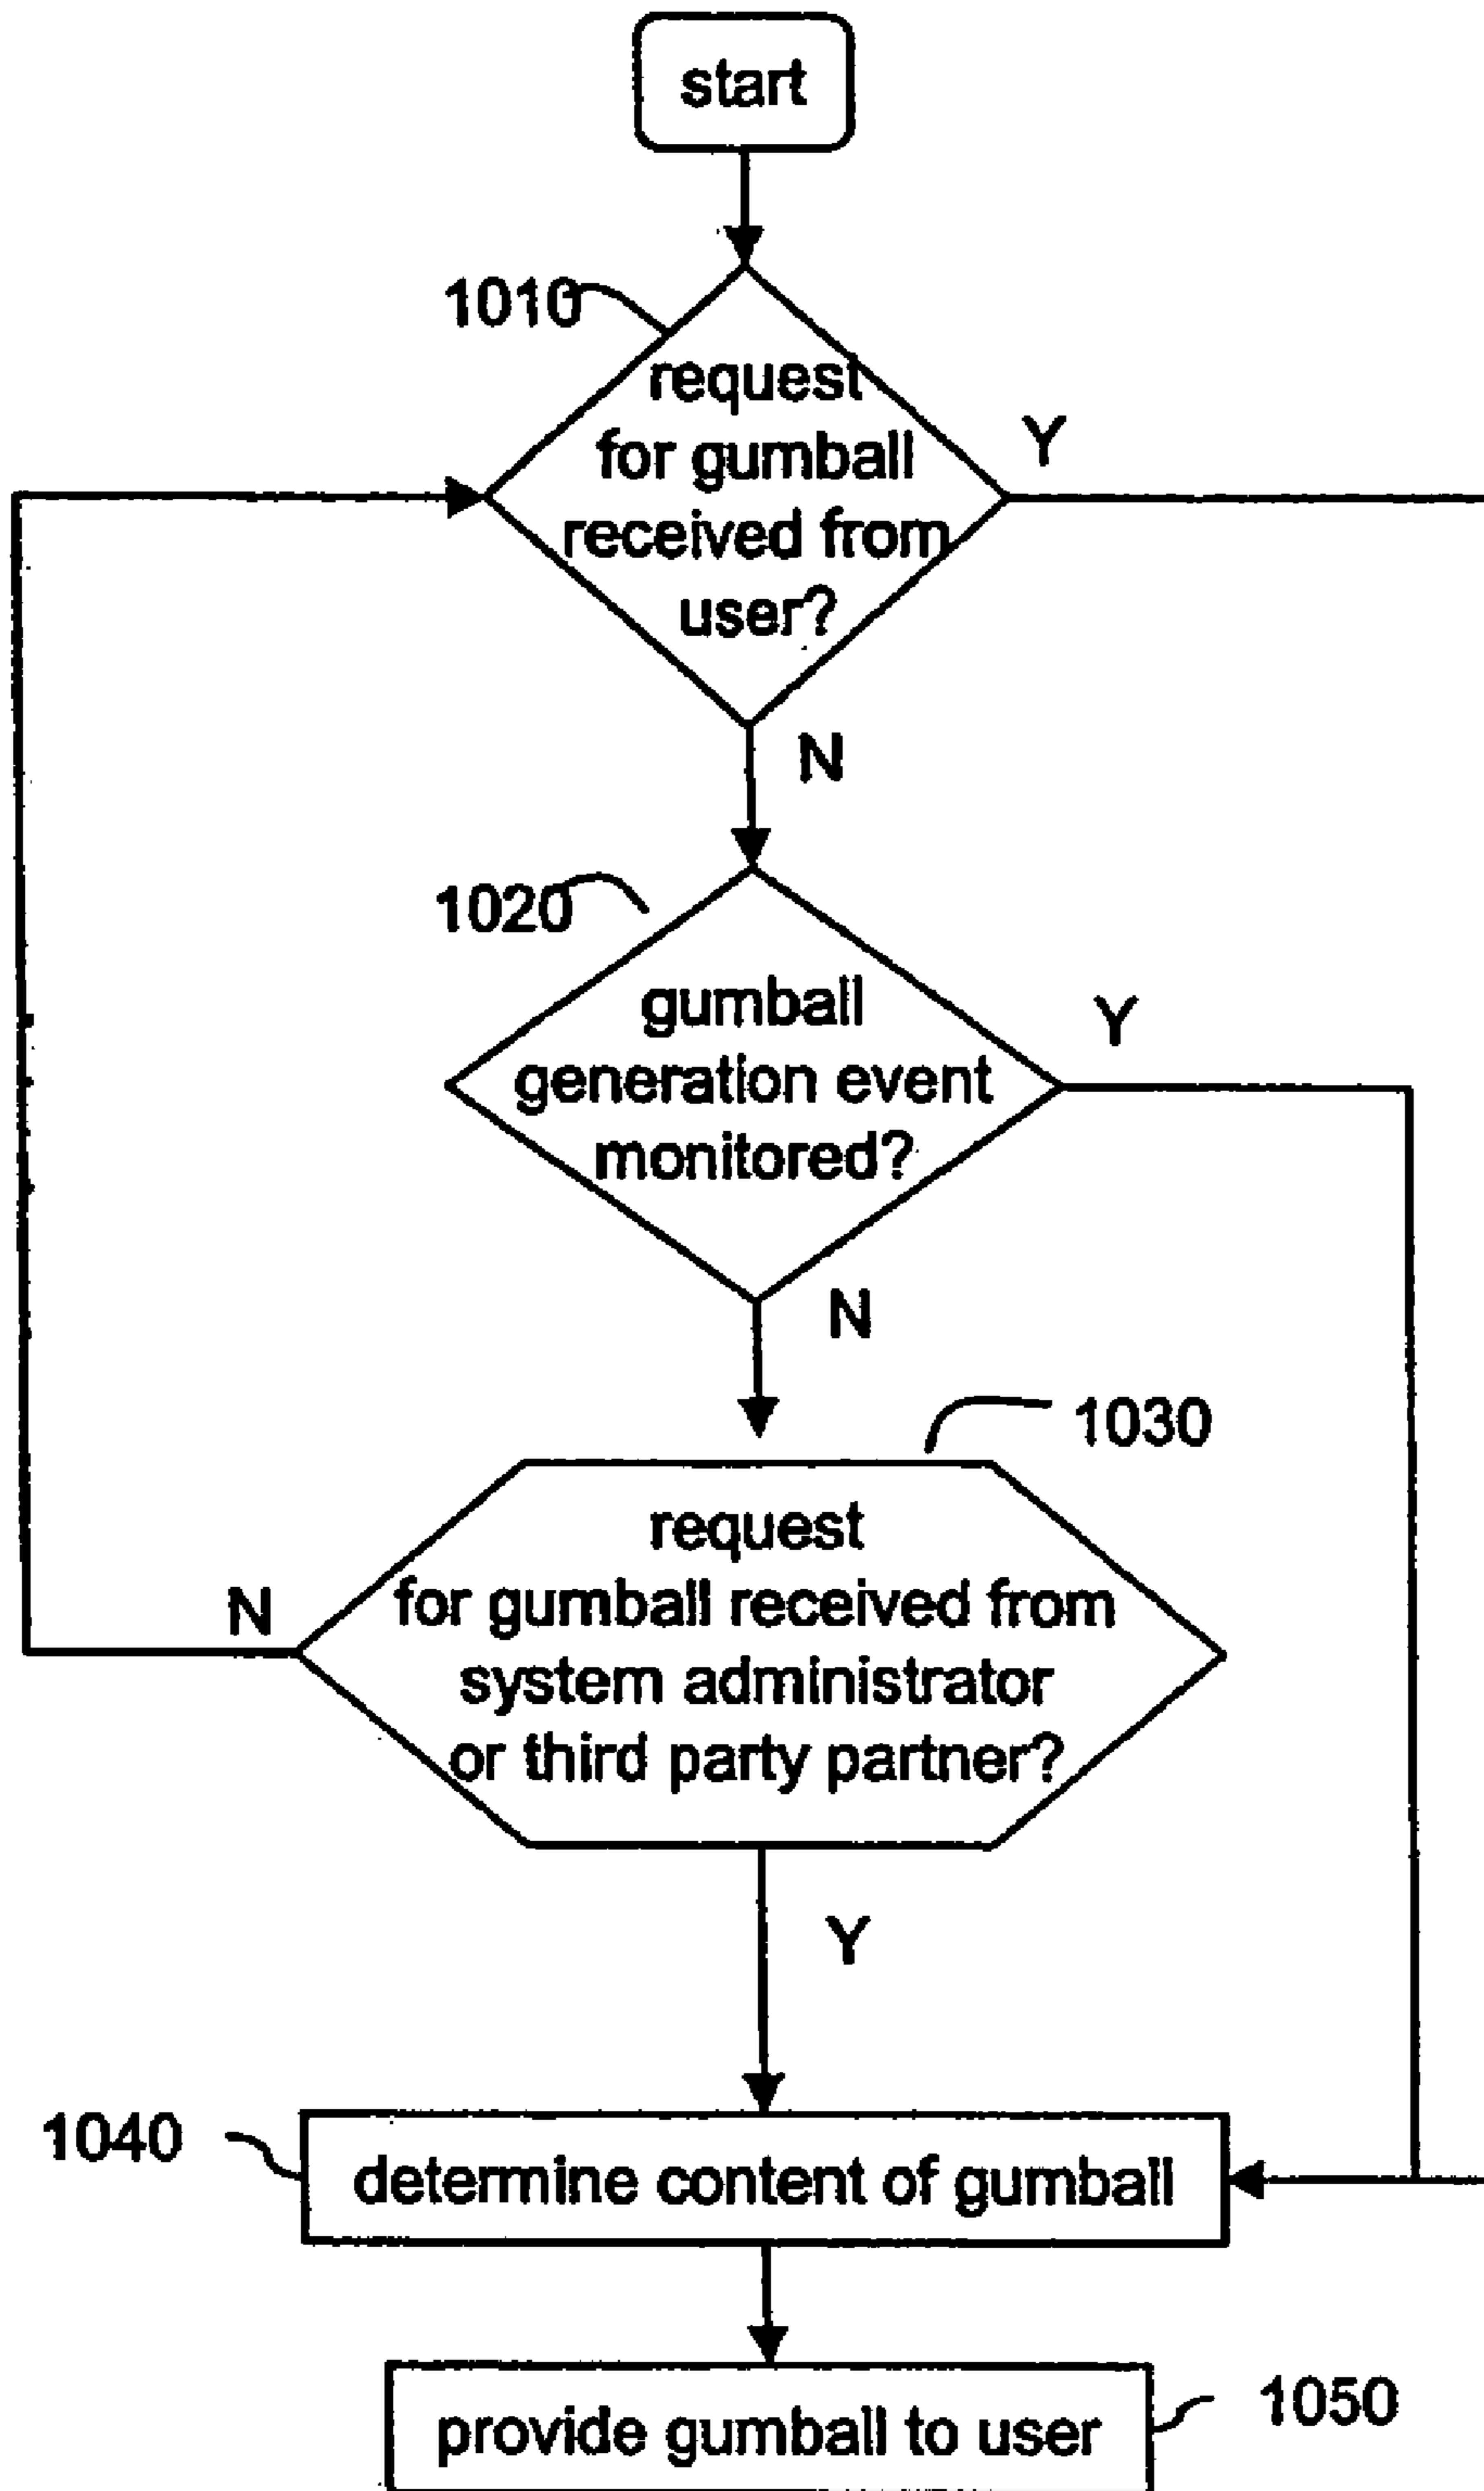 start
1010
request
for gumball
received from
user?
Y
N
1020
gumball
generation event
monitored?
Y
N
1030
request
for gumball received from
system administrator
or third party partner?
N
Y
1040
determine content of gumball
provide gumball to user
1050